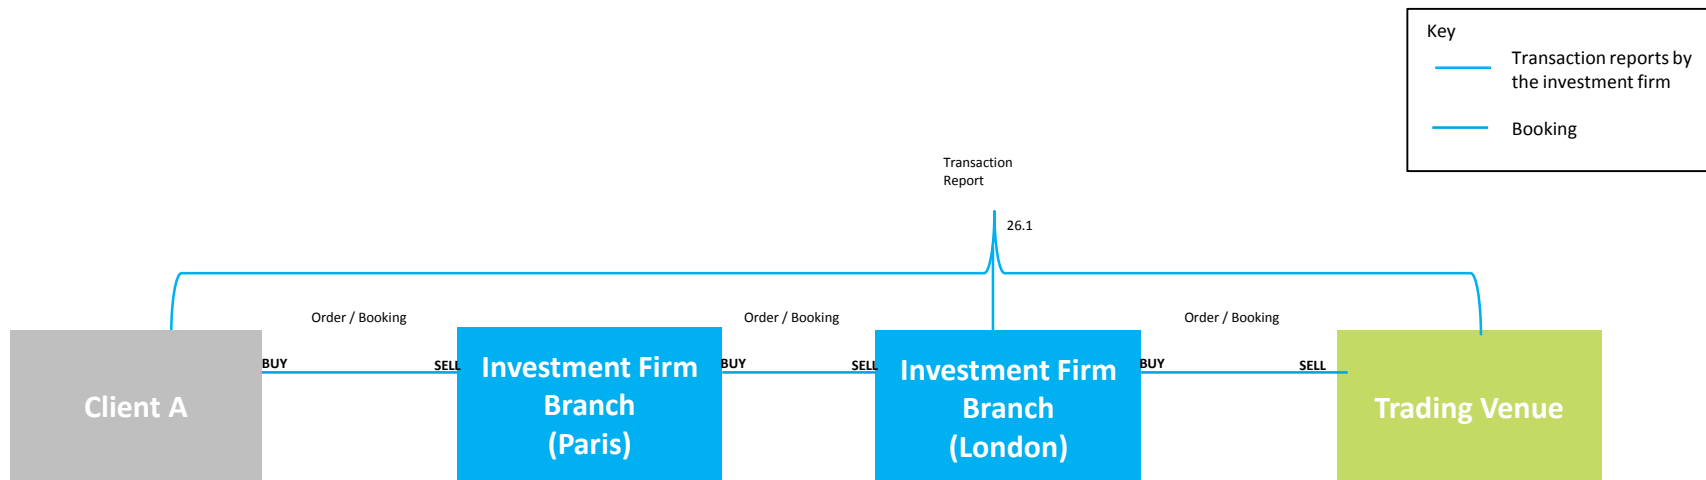 Key
Transaction reports by
the investment firm
Booking
Transaction
Report
26.1
Order / Booking
Order / Booking
Order / Booking
Client A
BUY
SELL
Investment Firm
Branch
(Paris)
BUY
SELL
Investment Firm
Branch
(London)
BUY
SELL
Trading Venue